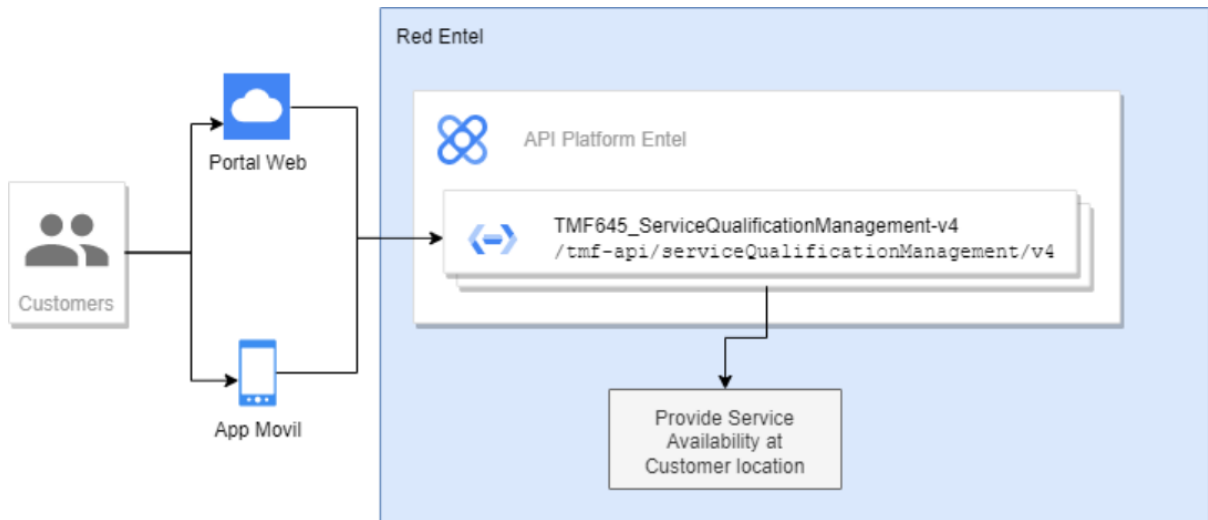 Red Entel
API Platform Entel
Portal Web
TMF645_ServiceQualificationManagement-v4
/tmf-api/serviceQualificationManagement/v4
Customers
App Movil
Provide Service
Availability at
Customer location